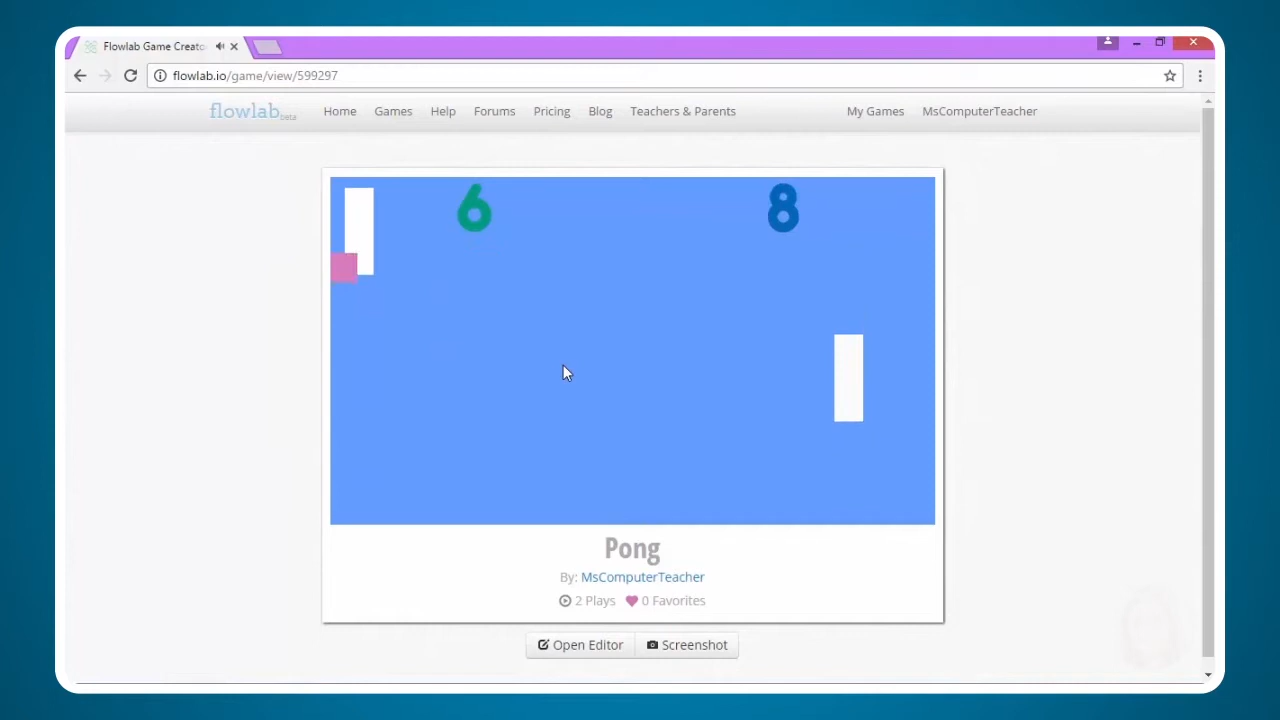 Flowlab Game Creato
flowlab.io/game/view/599297
flowlab beta Home Games Help Forums Pricing Blog Teachers & Parents My Games MsComputerTeacher
6 8
Pong
By: MsComputerTeacher
2 Plays 0 Favorites
Open Editor Screenshot